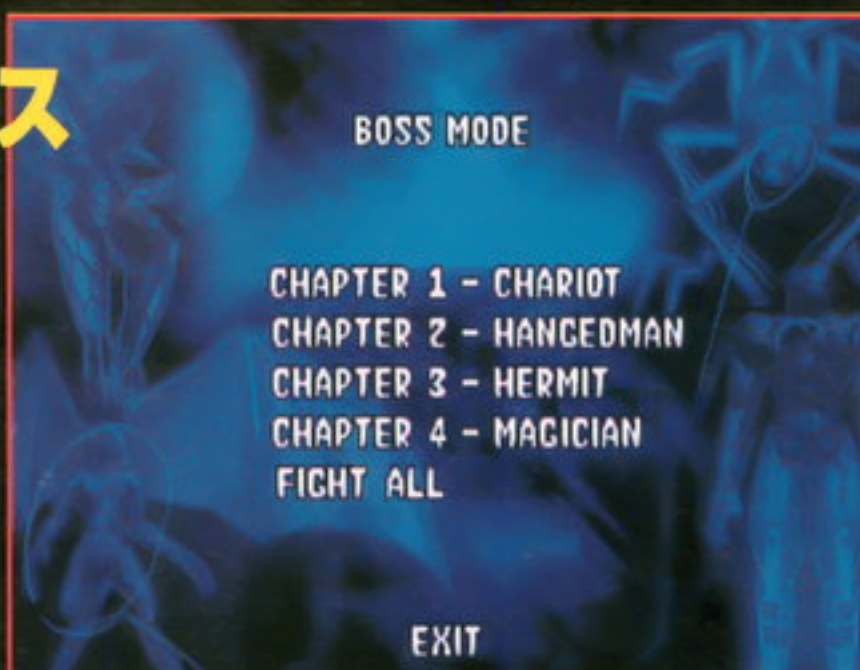 ス
BOSS MODE
CHAPTER 1 - CHARIOT
CHAPTER 2 - HANGEDMAN
CHAPTER 3 - HERMIT
CHAPTER 4 - MAGICIAN
FIGHT ALL
EXIT